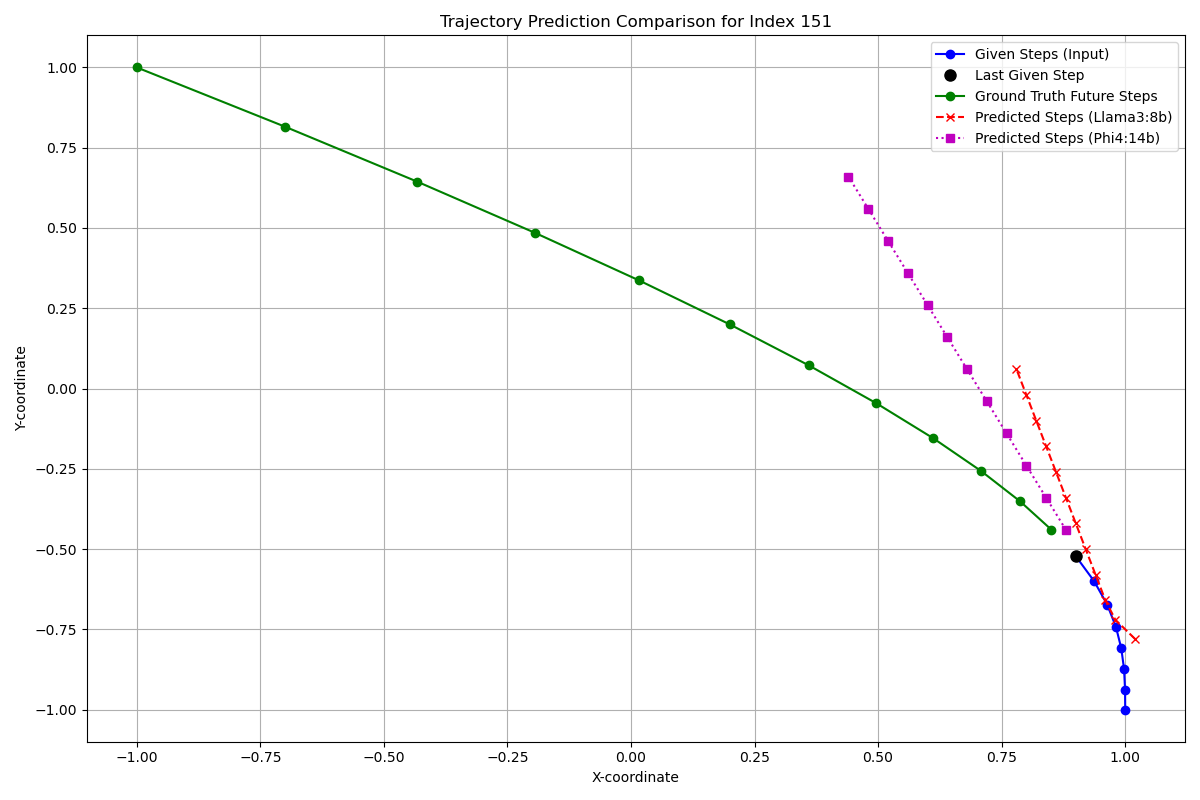 Trajectory Prediction Comparison for Index 151
Given Steps (Input)
Last Given Step
Ground Truth Future Steps
Predicted Steps (Llama3:8b)
Predicted Steps (Phi4:14b)
1.00
0.75
0.50
0.25
0.00
−0.25
−0.50
−0.75
−1.00
Y-coordinate
−1.00 −0.75 −0.50 −0.25 0.00 0.25 0.50 0.75 1.00
X-coordinate